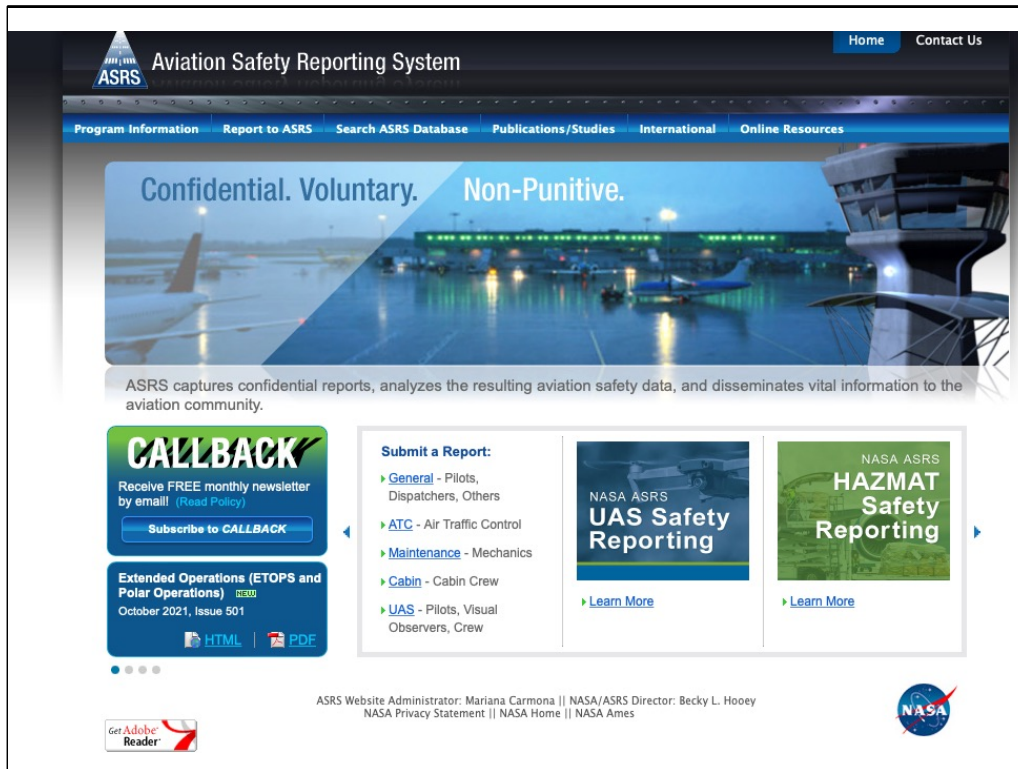 Home Contact Us
ASRS
Aviation Safety Reporting System
Program Information Report to ASRS Search ASRS Database Publications/Studies International Online Resources
Confidential. Voluntary. Non-Punitive.
ASRS captures confidential reports, analyzes the resulting aviation safety data, and disseminates vital information to the
aviation community.
CALLBACK
Receive FREE monthly newsletter
by email! (Read Policy)
Subscribe to CALLBACK
Extended Operations (ETOPS and
Polar Operations) NEW
October 2021, Issue 501
HTML | PDF
Submit a Report:
General - Pilots,
Dispatchers, Others
ATC - Air Traffic Control
Maintenance - Mechanics
Cabin - Cabin Crew
UAS - Pilots, Visual
Observers, Crew
NASA ASRS
UAS Safety
Reporting
Learn More
NASA ASRS
HAZMAT
Safety
Reporting
Learn More
ASRS Website Administrator: Mariana Carmona || NASA/ASRS Director: Becky L. Hooey
NASA Privacy Statement || NASA Home || NASA Ames
Get Adobe
Reader
NASA